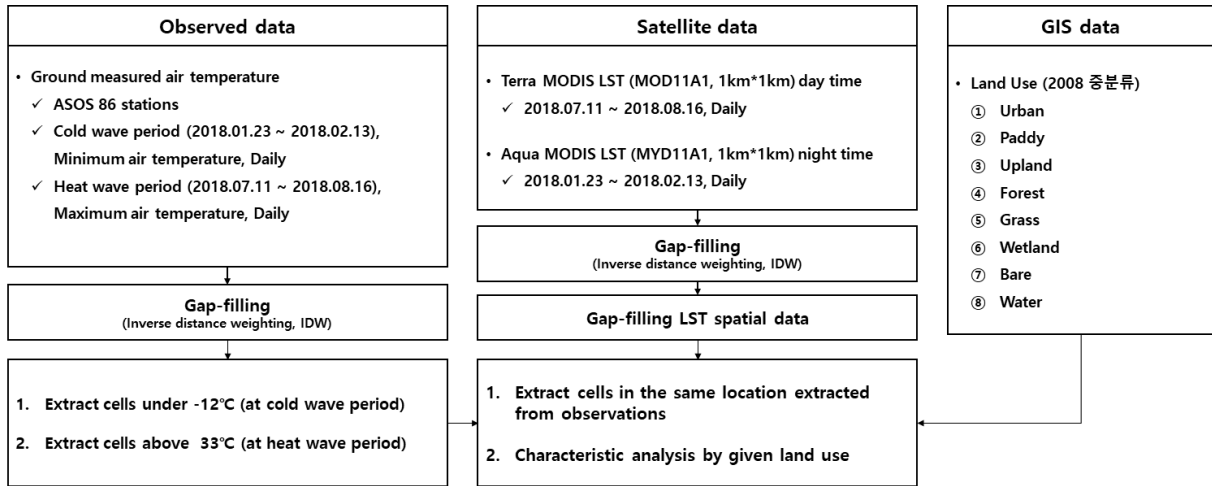 Observed data
• Ground measured air temperature
✓ ASOS 86 stations
✓ Cold wave period (2018.01.23 ~ 2018.02.13),
Minimum air temperature, Daily
✓ Heat wave period (2018.07.11 ~ 2018.08.16),
Maximum air temperature, Daily
Gap-filling
(Inverse distance weighting, IDW)
1. Extract cells under -12℃ (at cold wave period)
2. Extract cells above 33℃ (at heat wave period)
Satellite data
• Terra MODIS LST (MOD11A1, 1km*1km) day time
✓ 2018.07.11 ~ 2018.08.16, Daily
• Aqua MODIS LST (MYD11A1, 1km*1km) night time
✓ 2018.01.23 ~ 2018.02.13, Daily
Gap-filling
(Inverse distance weighting, IDW)
Gap-filling LST spatial data
1. Extract cells in the same location extracted
from observations
2. Characteristic analysis by given land use
GIS data
• Land Use (2008 중분류)
① Urban
② Paddy
③ Upland
④ Forest
⑤ Grass
⑥ Wetland
⑦ Bare
⑧ Water